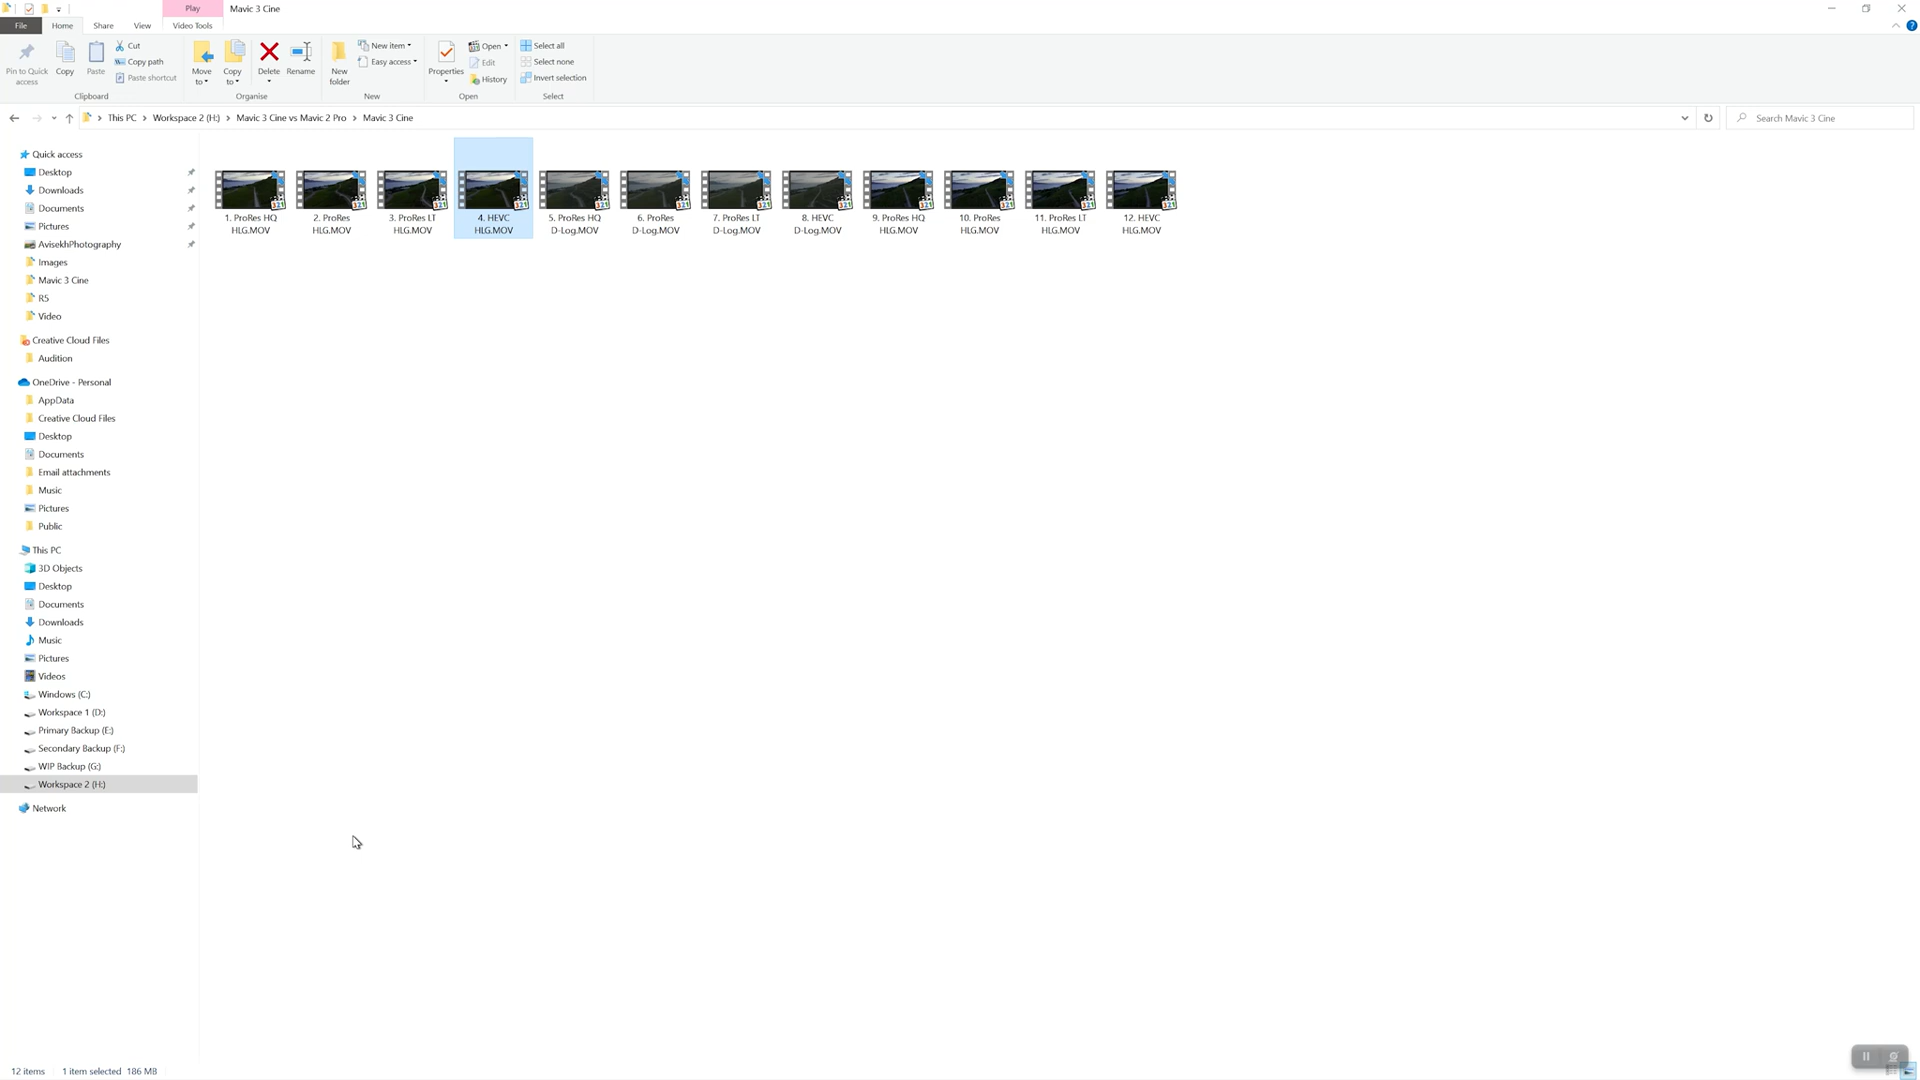 Play
Mavic 3 Cine
File
Home
Share
View
Video Tools
Pin to Quick
access
Copy
Paste
Cut
Copy path
Paste shortcut
Clipboard
Move
to
Copy
to
Delete
Rename
Organise
New
folder
New item
Easy access
New
Properties
Open
Edit
History
Open
Select all
Select none
Invert selection
Select
This PC > Workspace 2 (H:) > Mavic 3 Cine vs Mavic 2 Pro > Mavic 3 Cine
Search Mavic 3 Cine
Quick access
Desktop
Downloads
Documents
Pictures
AvisekhPhotography
Images
Mavic 3 Cine
R5
Video
Creative Cloud Files
Audition
OneDrive - Personal
AppData
Creative Cloud Files
Desktop
Documents
Email attachments
Music
Pictures
Public
This PC
3D Objects
Desktop
Documents
Downloads
Music
Pictures
Videos
Windows (C:)
Workspace 1 (D:)
Primary Backup (E:)
Secondary Backup (F:)
WIP Backup (G:)
Workspace 2 (H:)
Network
1. ProRes HQ
HLG.MOV
2. ProRes
HLG.MOV
3. ProRes LT
HLG.MOV
4. HEVC
HLG.MOV
5. ProRes HQ
D-Log.MOV
6. ProRes
D-Log.MOV
7. ProRes LT
D-Log.MOV
8. HEVC
D-Log.MOV
9. ProRes HQ
HLG.MOV
10. ProRes
HLG.MOV
11. ProRes LT
HLG.MOV
12. HEVC
HLG.MOV
12 items
1 item selected 186 MB